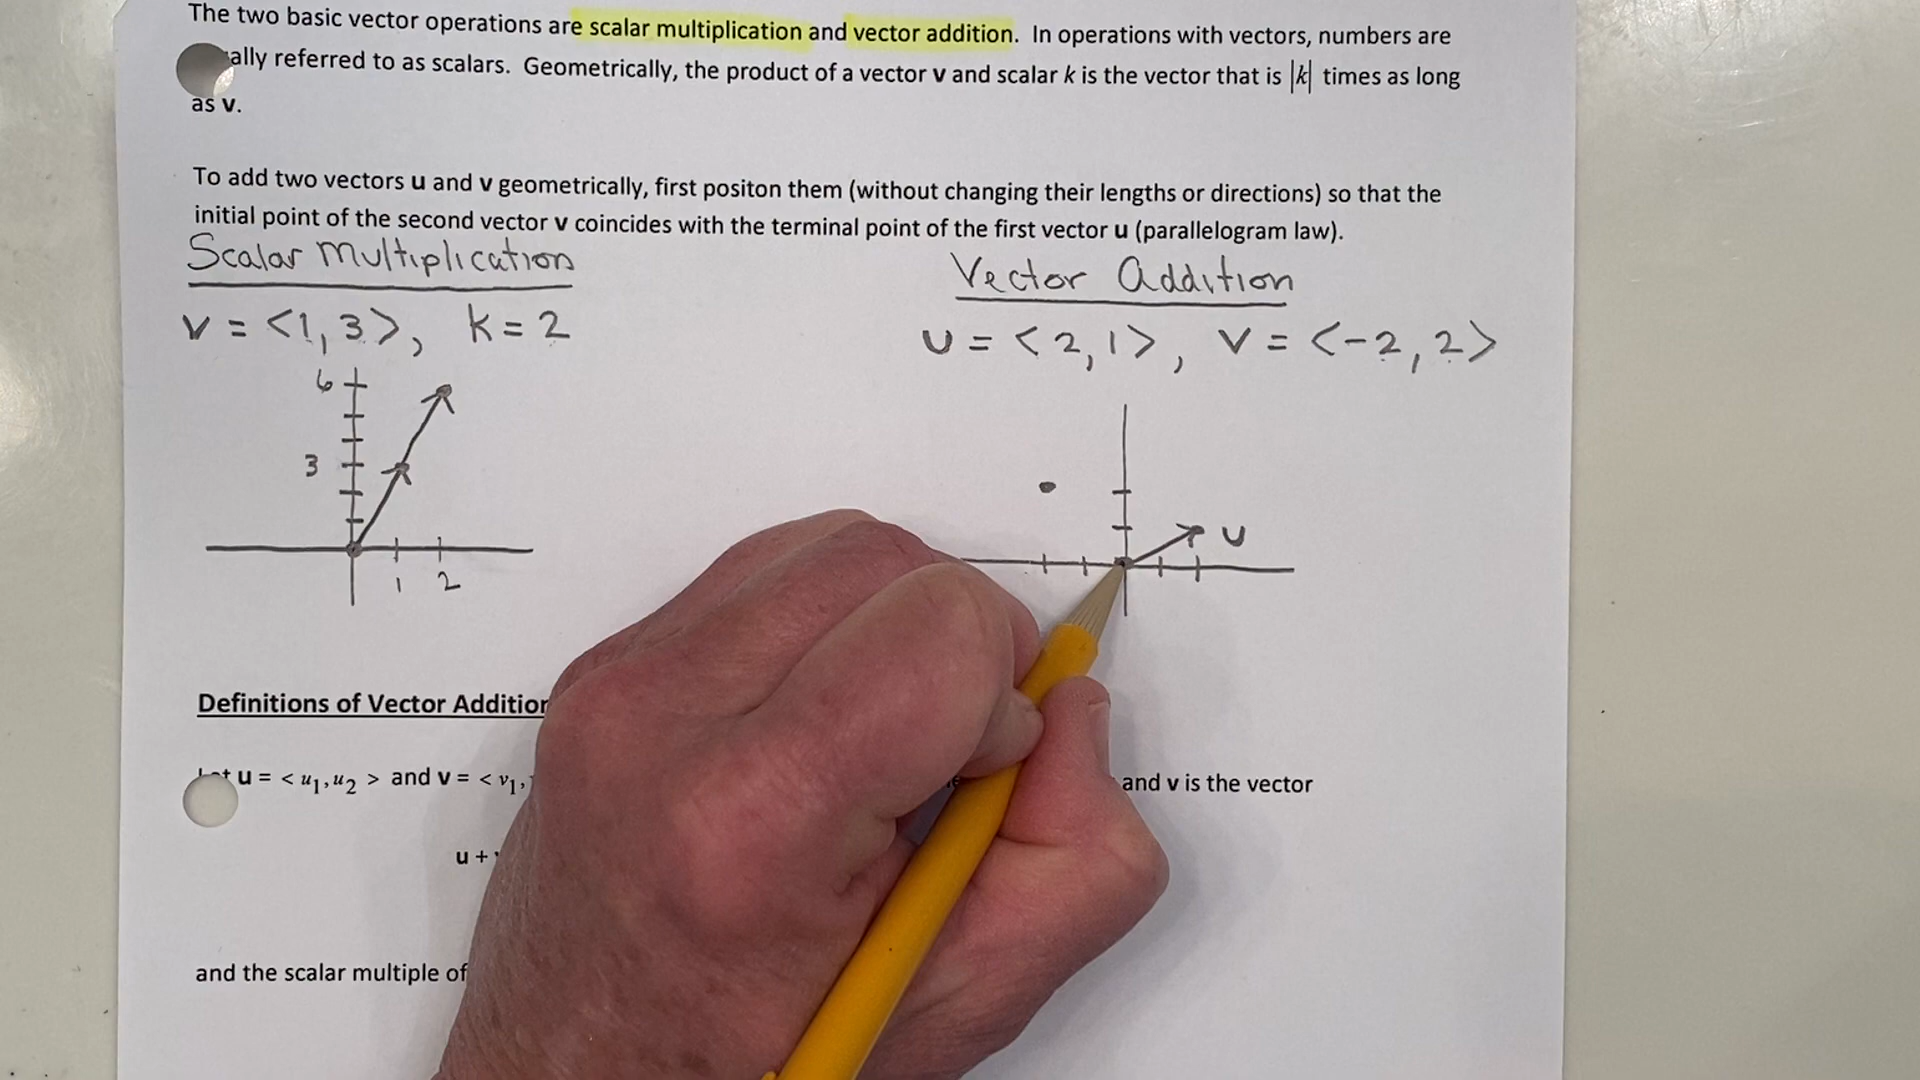 The two basic vector operations are scalar multiplication and vector addition. In operations with vectors, numbers are
ally referred to as scalars. Geometrically, the product of a vector v and scalar k is the vector that is |k| times as long
as v.
To add two vectors u and v geometrically, first positon them (without changing their lengths or directions) so that the
initial point of the second vector v coincides with the terminal point of the first vector u (parallelogram law).
Scalar Multiplication
v = <1, 3>, k = 2
6
3
1 2
Vector Addition
u = <2, 1>, v = <-2, 2>
u
Definitions of Vector Addition
u = < u₁, u₂ > and v = < v₁, and v is the vector
u +
and the scalar multiple of